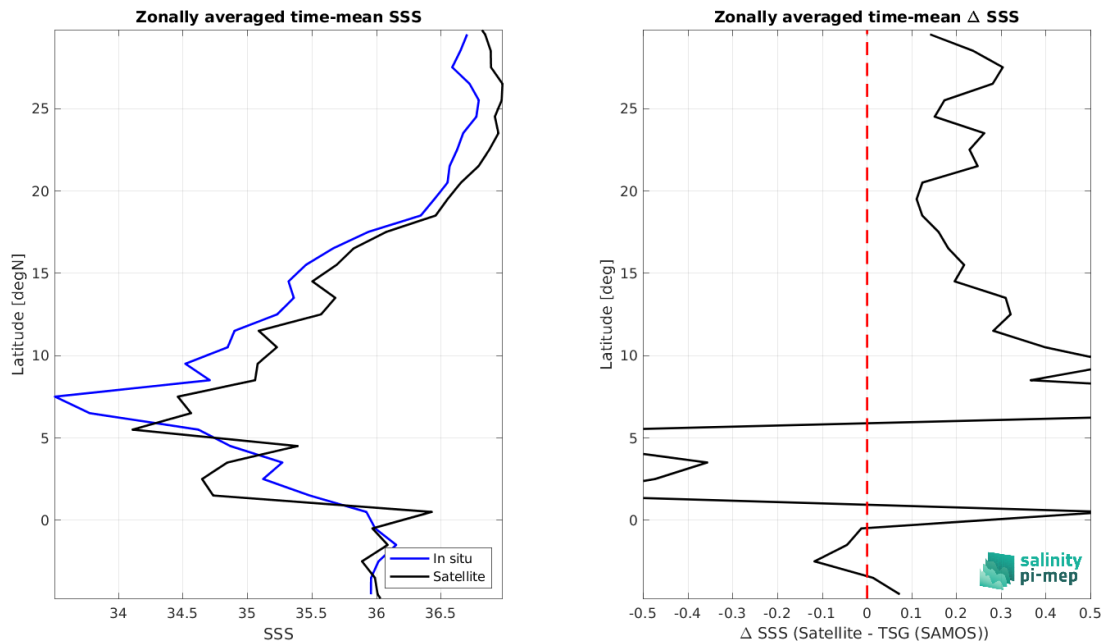 Zonally averaged time-mean SSS
Latitude [degN]
25
20
15
10
5
0
34
34.5
35
35.5
36
36.5
SSS
In situ
Satellite
Zonally averaged time-mean Δ SSS
Latitude [deg]
25
20
15
10
5
0
-0.5
-0.4
-0.3
-0.2
-0.1
0
0.1
0.2
0.3
0.4
0.5
Δ SSS (Satellite - TSG (SAMOS))
salinity
pi-mep